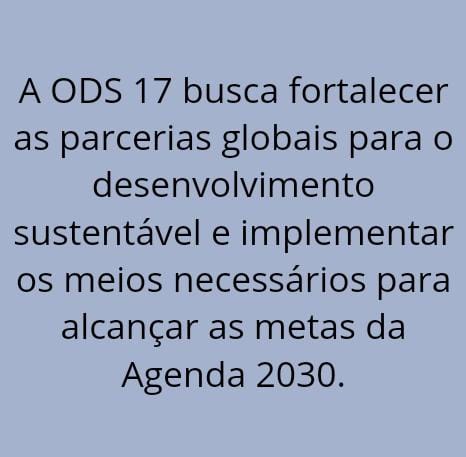 A ODS 17 busca fortalecer
as parcerias globais para o
desenvolvimento
sustentável e implementar
os meios necessários para
alcançar as metas da
Agenda 2030.